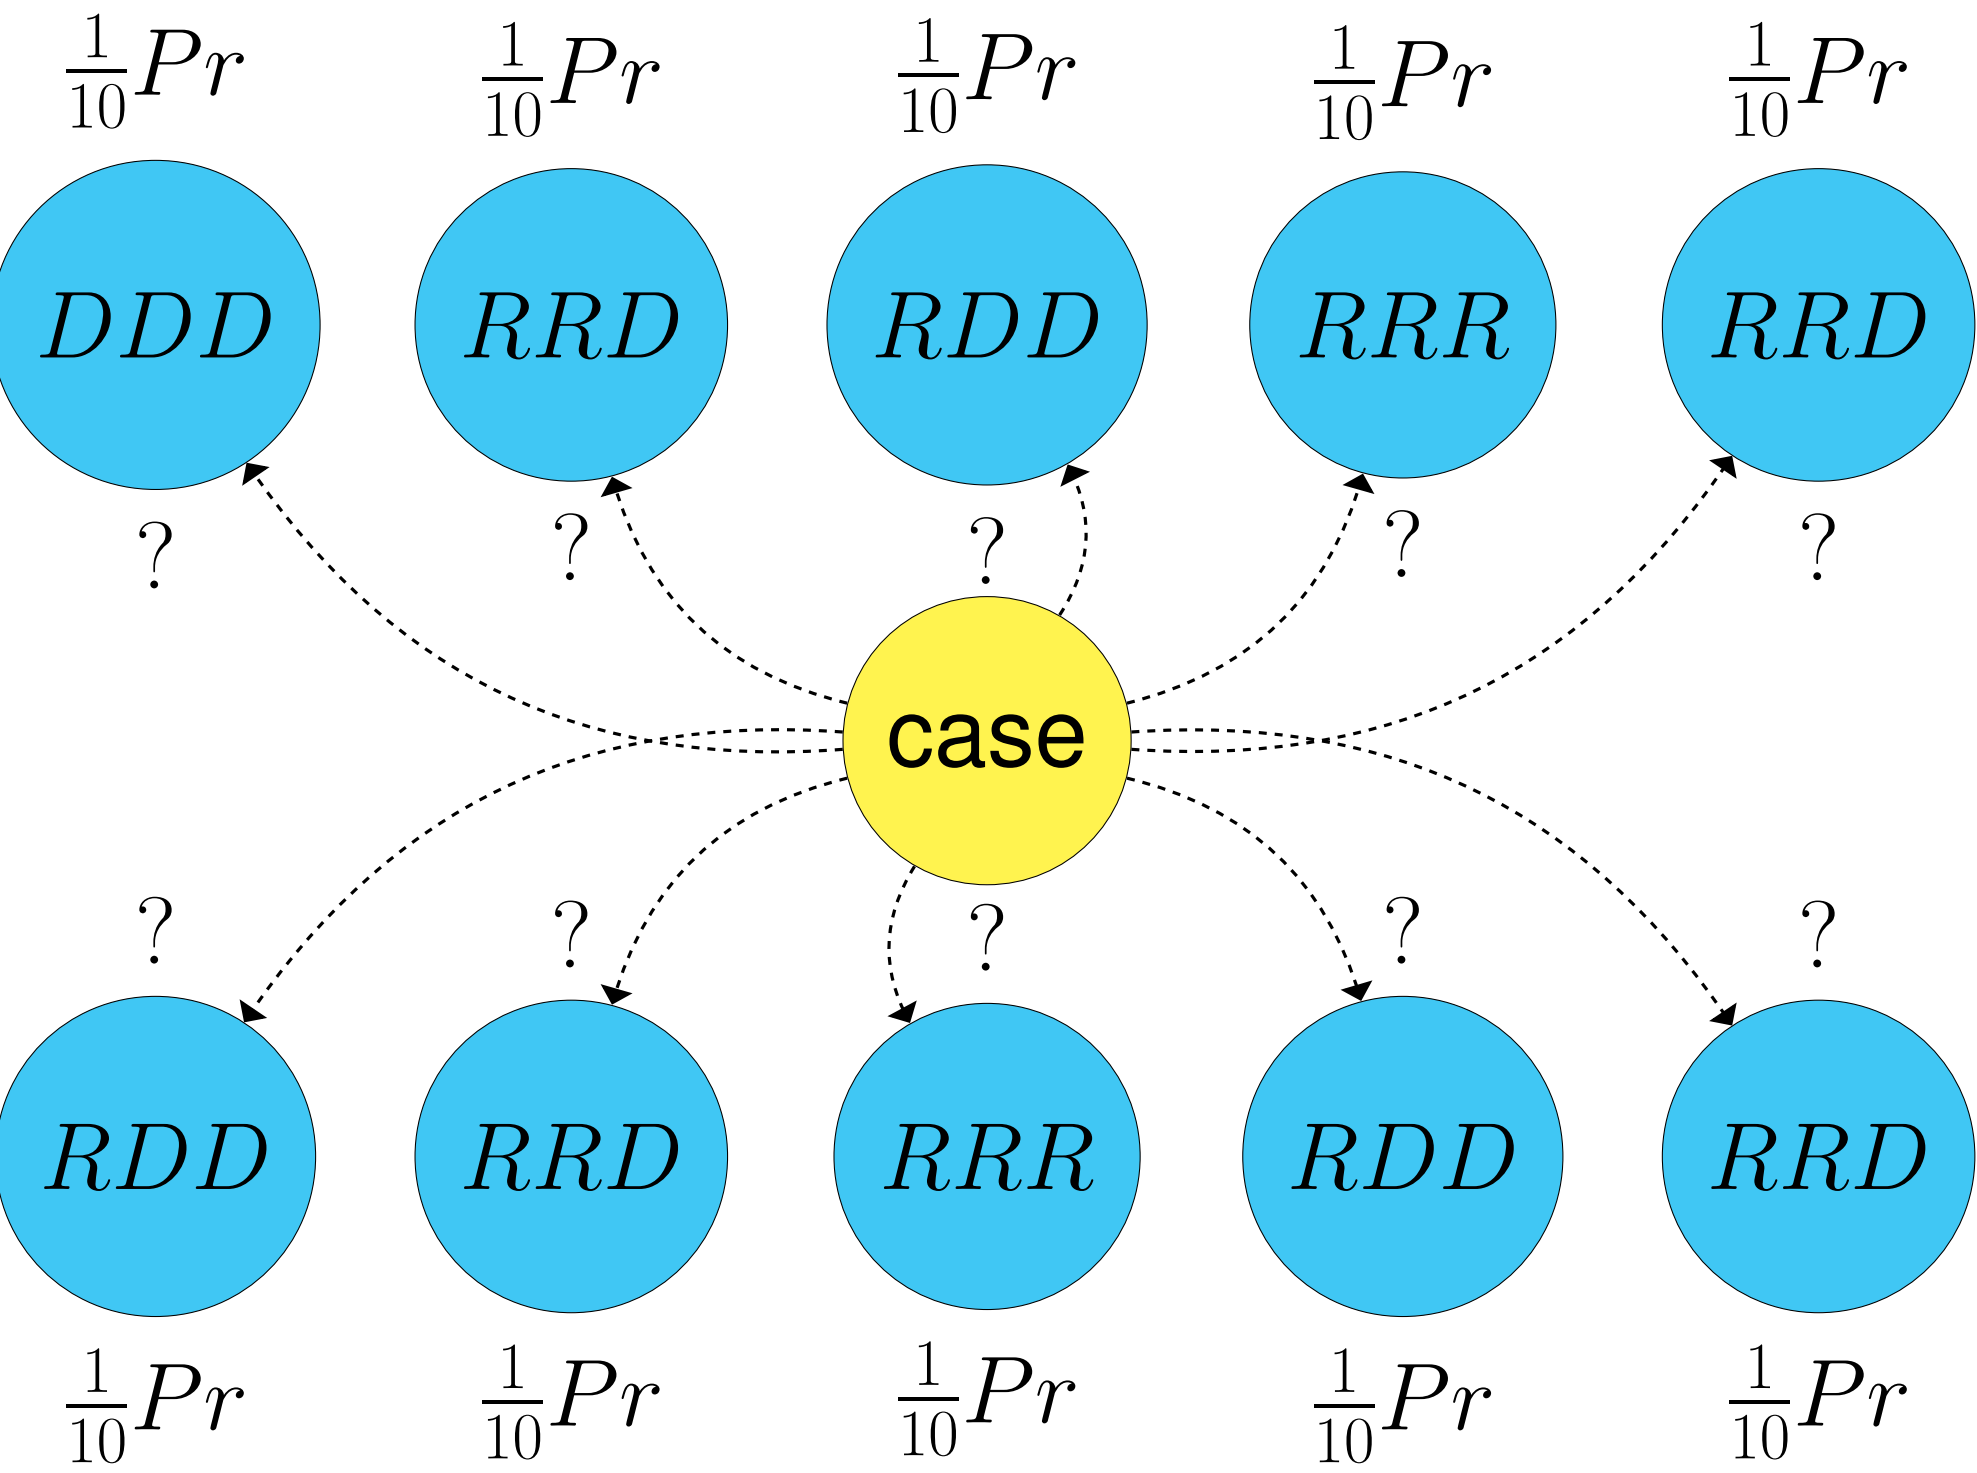 1/10 Pr 1/10 Pr 1/10 Pr 1/10 Pr 1/10 Pr
DDD RRD RDD RRR RRD
? ? ? ? ?
case
? ? ? ? ?
RDD RRD RRR RDD RRD
1/10 Pr 1/10 Pr 1/10 Pr 1/10 Pr 1/10 Pr